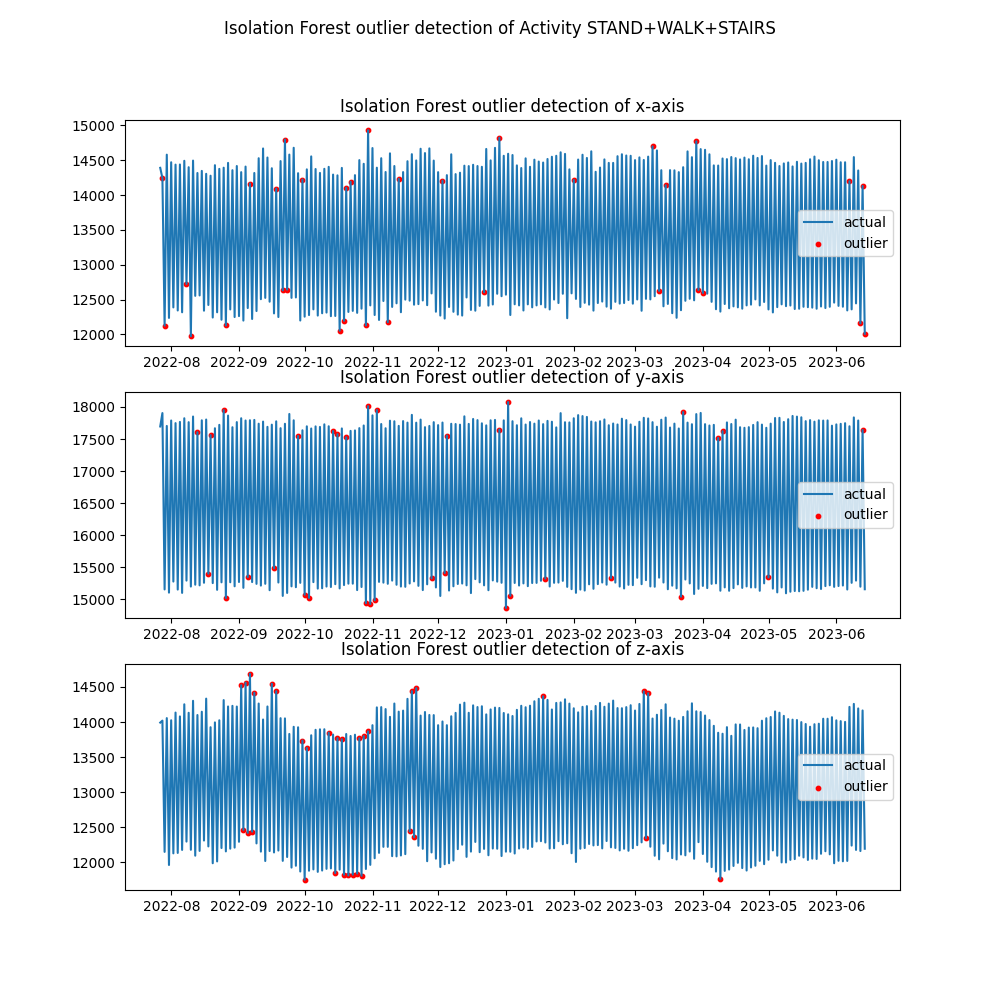 Isolation Forest outlier detection of Activity STAND+WALK+STAIRS
Isolation Forest outlier detection of x-axis
15000
14500
14000
13500
13000
12500
12000
actual
outlier
2022-08 2022-09 2022-10 2022-11 2022-12 2023-01 2023-02 2023-03 2023-04 2023-05 2023-06
Isolation Forest outlier detection of y-axis
18000
17500
17000
16500
16000
15500
15000
actual
outlier
2022-08 2022-09 2022-10 2022-11 2022-12 2023-01 2023-02 2023-03 2023-04 2023-05 2023-06
Isolation Forest outlier detection of z-axis
14500
14000
13500
13000
12500
12000
actual
outlier
2022-08 2022-09 2022-10 2022-11 2022-12 2023-01 2023-02 2023-03 2023-04 2023-05 2023-06